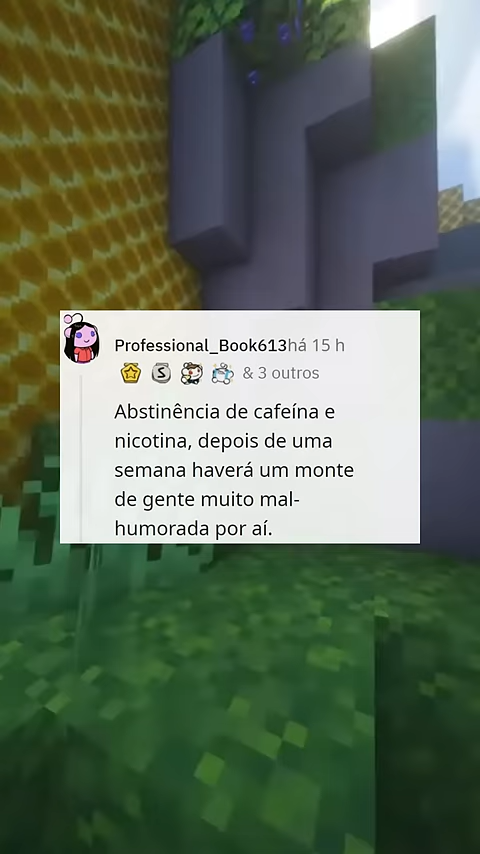 Professional_Book613há 15 h
& 3 outros
Abstinência de cafeína e
nicotina, depois de uma
semana haverá um monte
de gente muito mal-
humorada por aí.